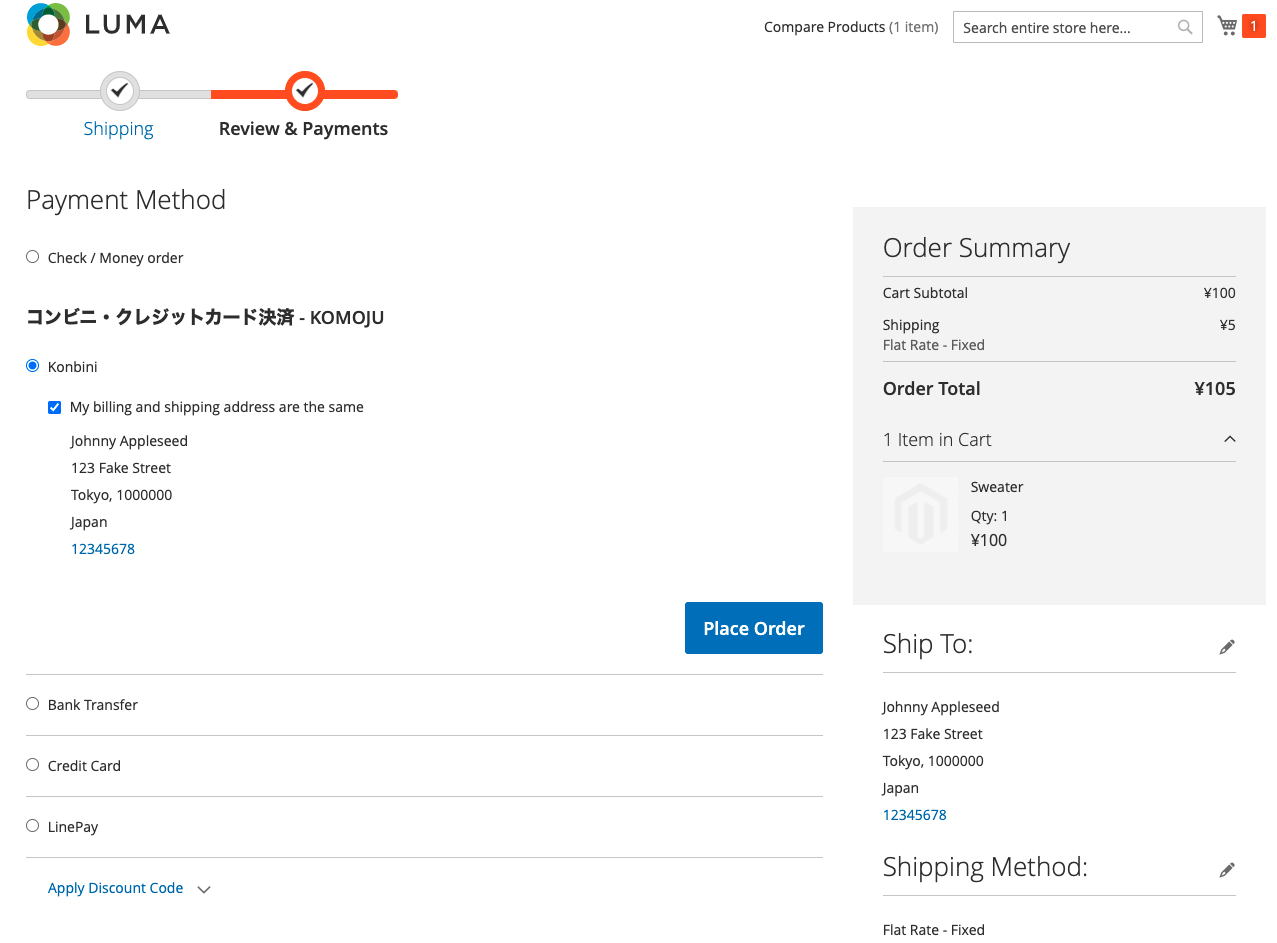 LUMA
Compare Products (1 item)
Search entire store here...
1
Shipping
Review & Payments
Payment Method
Check / Money order
コンビニ・クレジットカード決済 - KOMOJU
Konbini
My billing and shipping address are the same
Johnny Appleseed
123 Fake Street
Tokyo, 1000000
Japan
12345678
Place Order
Bank Transfer
Credit Card
LinePay
Apply Discount Code
Order Summary
Cart Subtotal ¥100
Shipping ¥5
Flat Rate - Fixed
Order Total ¥105
1 Item in Cart
Sweater
Qty: 1
¥100
Ship To:
Johnny Appleseed
123 Fake Street
Tokyo, 1000000
Japan
12345678
Shipping Method:
Flat Rate - Fixed